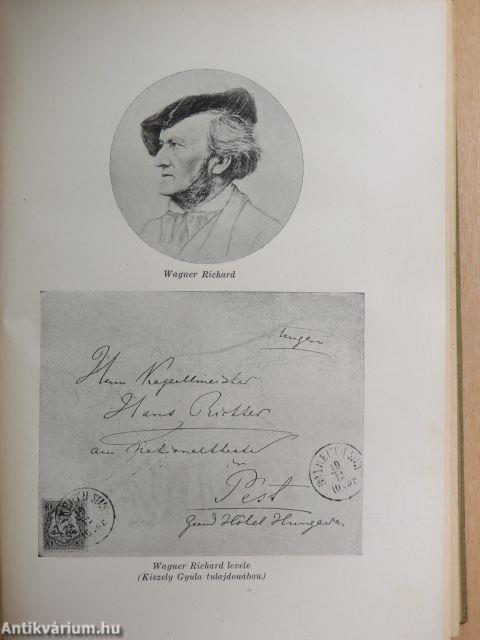 Wagner Richard
Ungarn
Herrn Kapellmeister
Hans Richter
am Nationaltheater
in
Pest
Grand Hôtel Hungaria
Wagner Richard levele
(Kiszely Gyula tulajdonában)
Antikvárium.hu